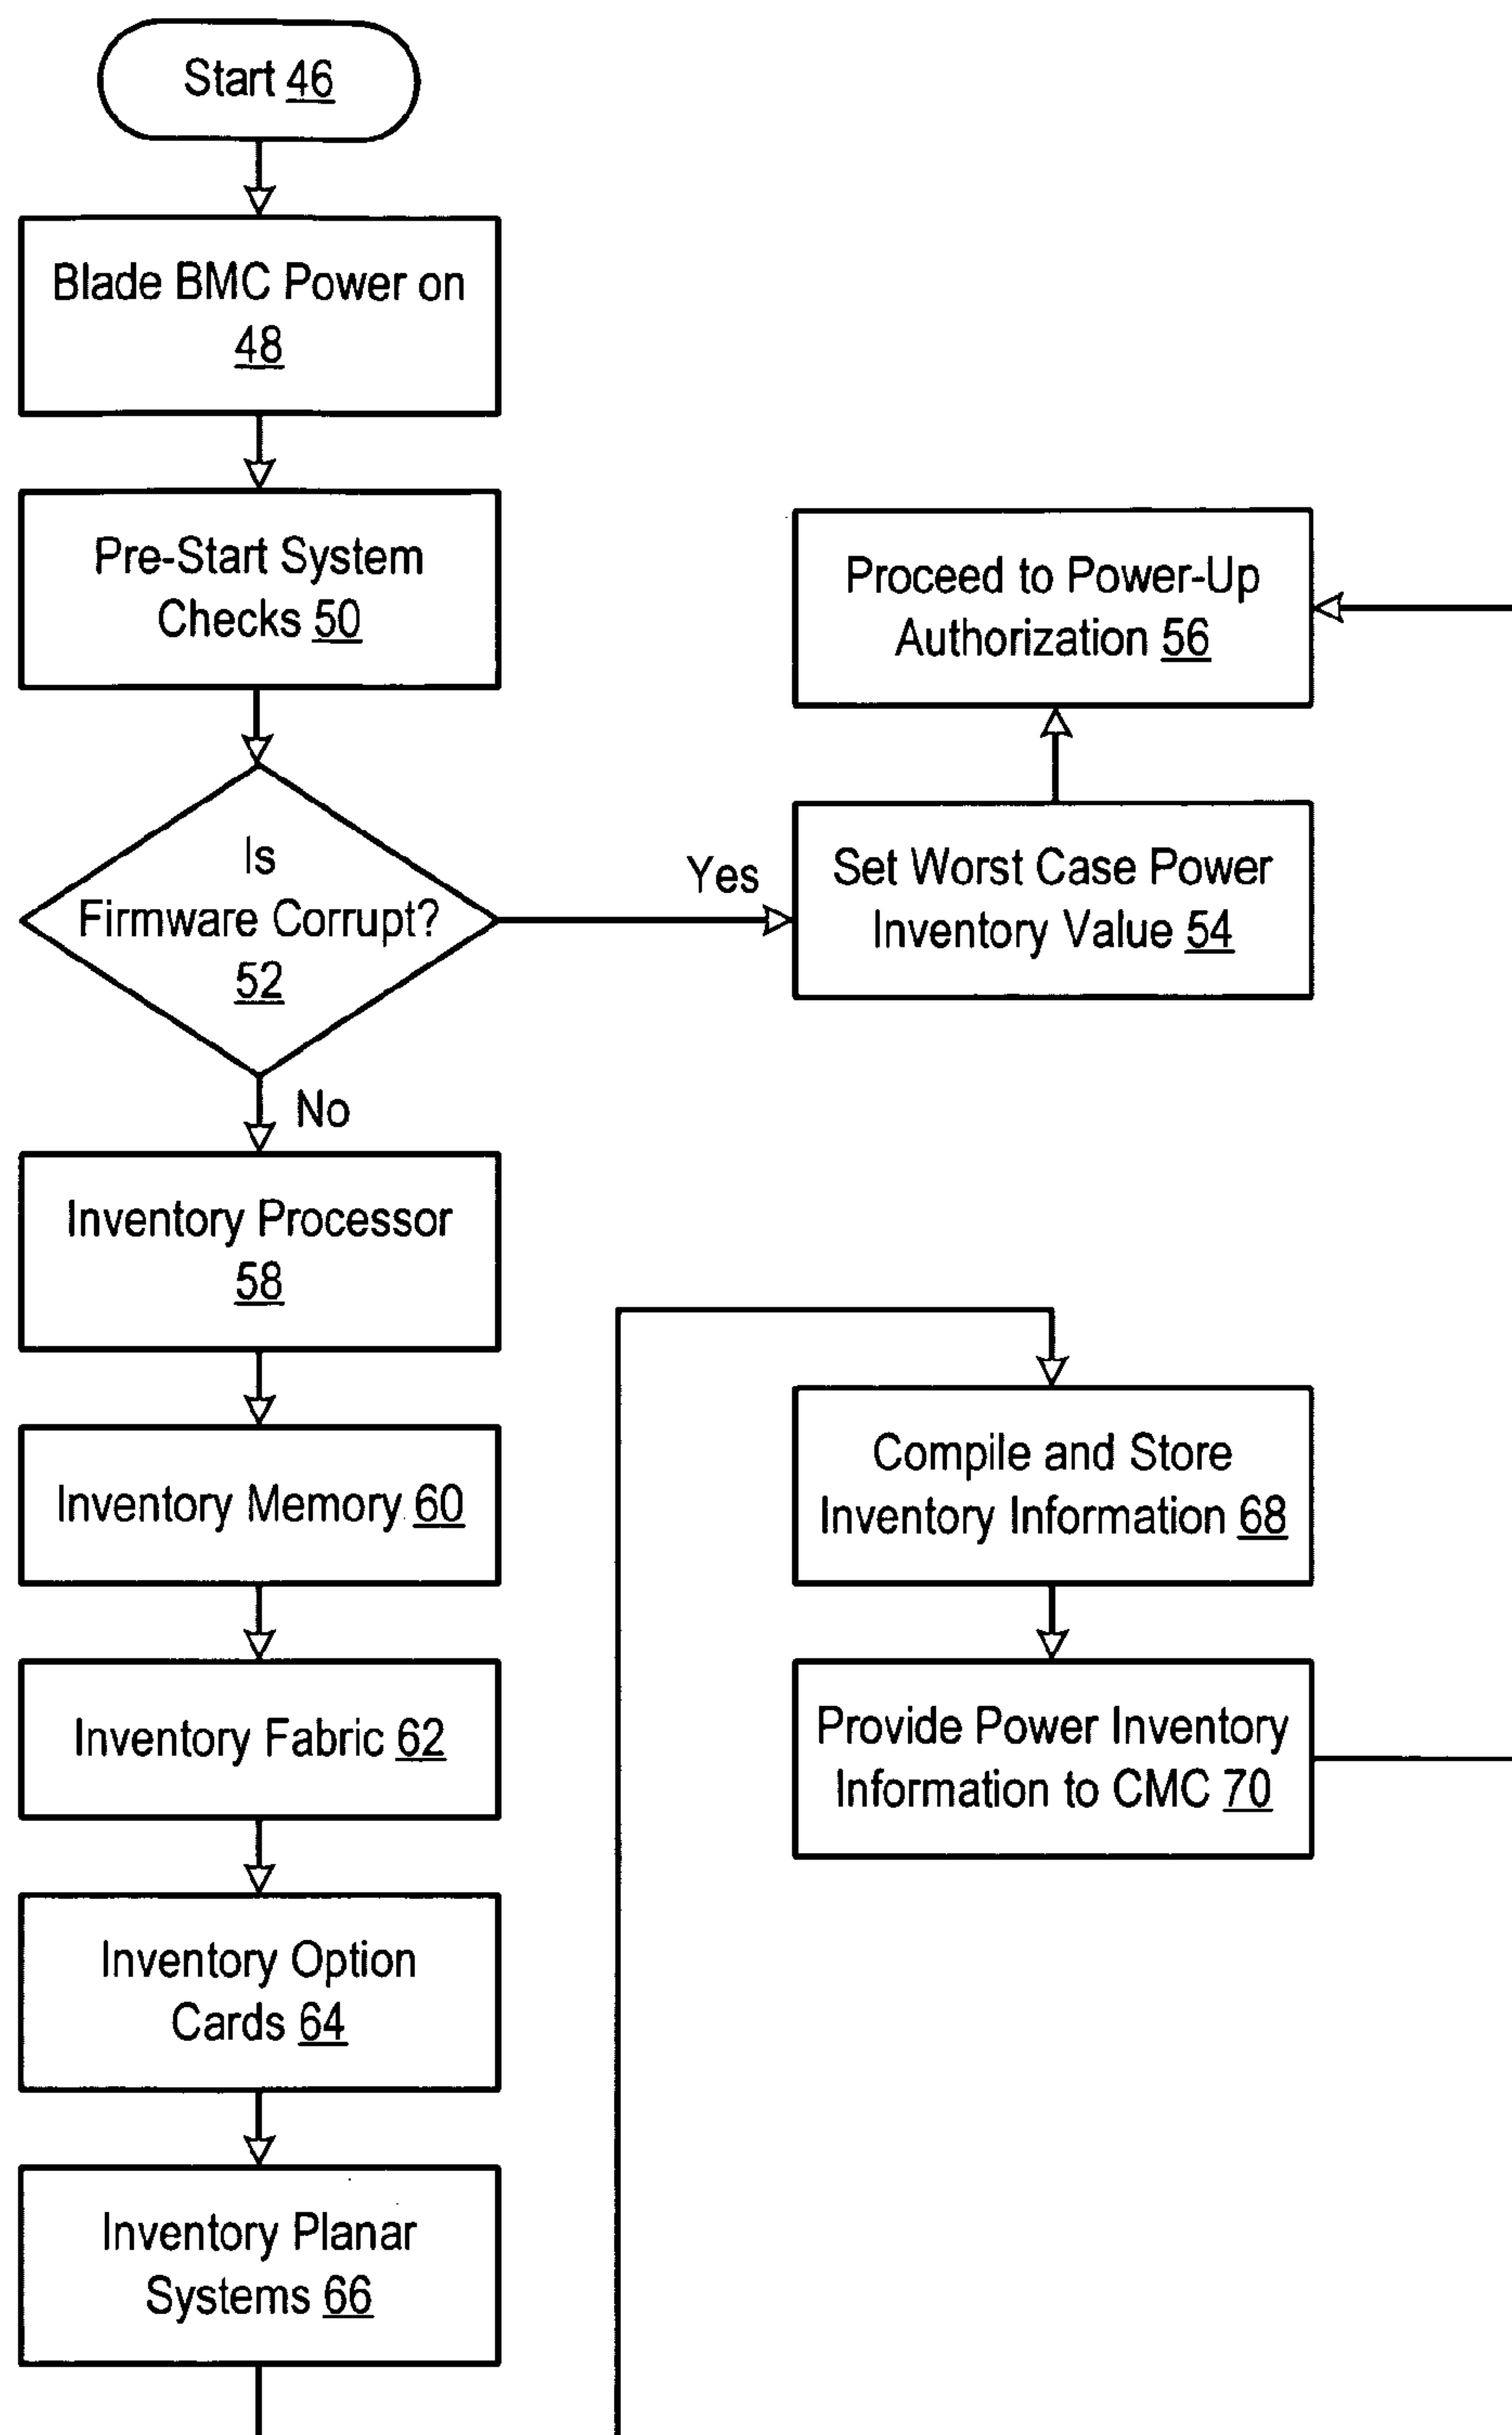 Start 46
Blade BMC Power on
48
Pre-Start System
Checks 50
Is
Firmware Corrupt?
52
Yes
No
Set Worst Case Power
Inventory Value 54
Proceed to Power-Up
Authorization 56
Inventory Processor
58
Inventory Memory 60
Inventory Fabric 62
Inventory Option
Cards 64
Inventory Planar
Systems 66
Compile and Store
Inventory Information 68
Provide Power Inventory
Information to CMC 70